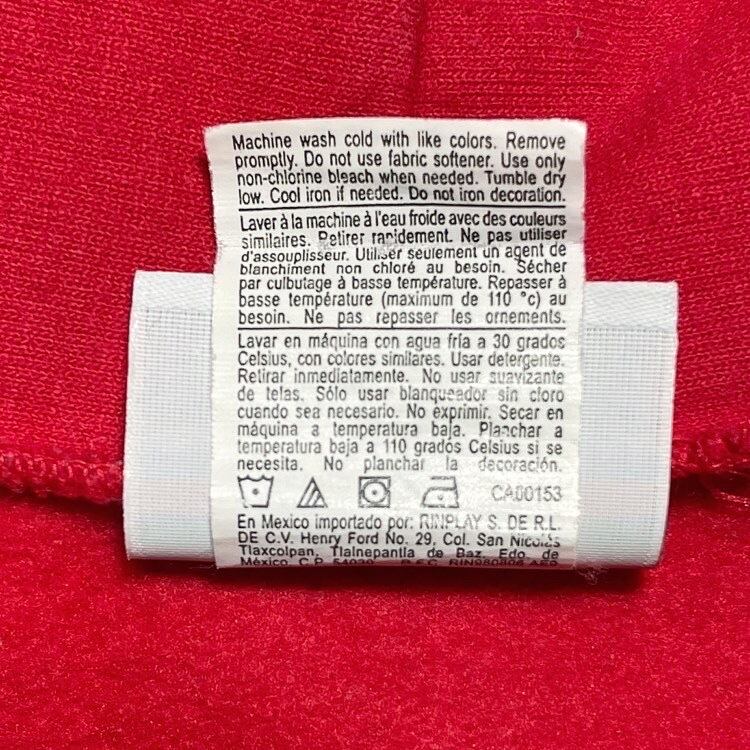 Machine wash cold with like colors. Remove
promptly. Do not use fabric softener. Use only
non-chlorine bleach when needed. Tumble dry
low. Cool iron if needed. Do not iron decoration.
Laver à la machine à l'eau froide avec des couleurs
similaires. Retirer rapidement. Ne pas utiliser
d'assouplisseur. Utiliser seulement un agent de
blanchiment non chloré au besoin. Sécher
par culbutage à basse température. Repasser à
basse température (maximum de 110 °c) au
besoin. Ne pas repasser les ornements.
Lavar en máquina con agua fría a 30 grados
Celsius, con colores similares. Usar detergente.
Retirar inmediatamente. No usar suavizante
de telas. Sólo usar blanqueador sin cloro
cuando sea necesario. No exprimir. Secar en
máquina a temperatura baja. Planchar a
temperatura baja a 110 grados Celsius si se
necesita. No planchar la decoración.
CA00153
En Mexico importado por: RINPLAY S. DE R.L.
DE C.V. Henry Ford No. 29, Col. San Nicolás
Tlaxcolpan, Tlalnepantla de Baz, Edo. de
México, C.P. 54030 R.F.C. RIN080806